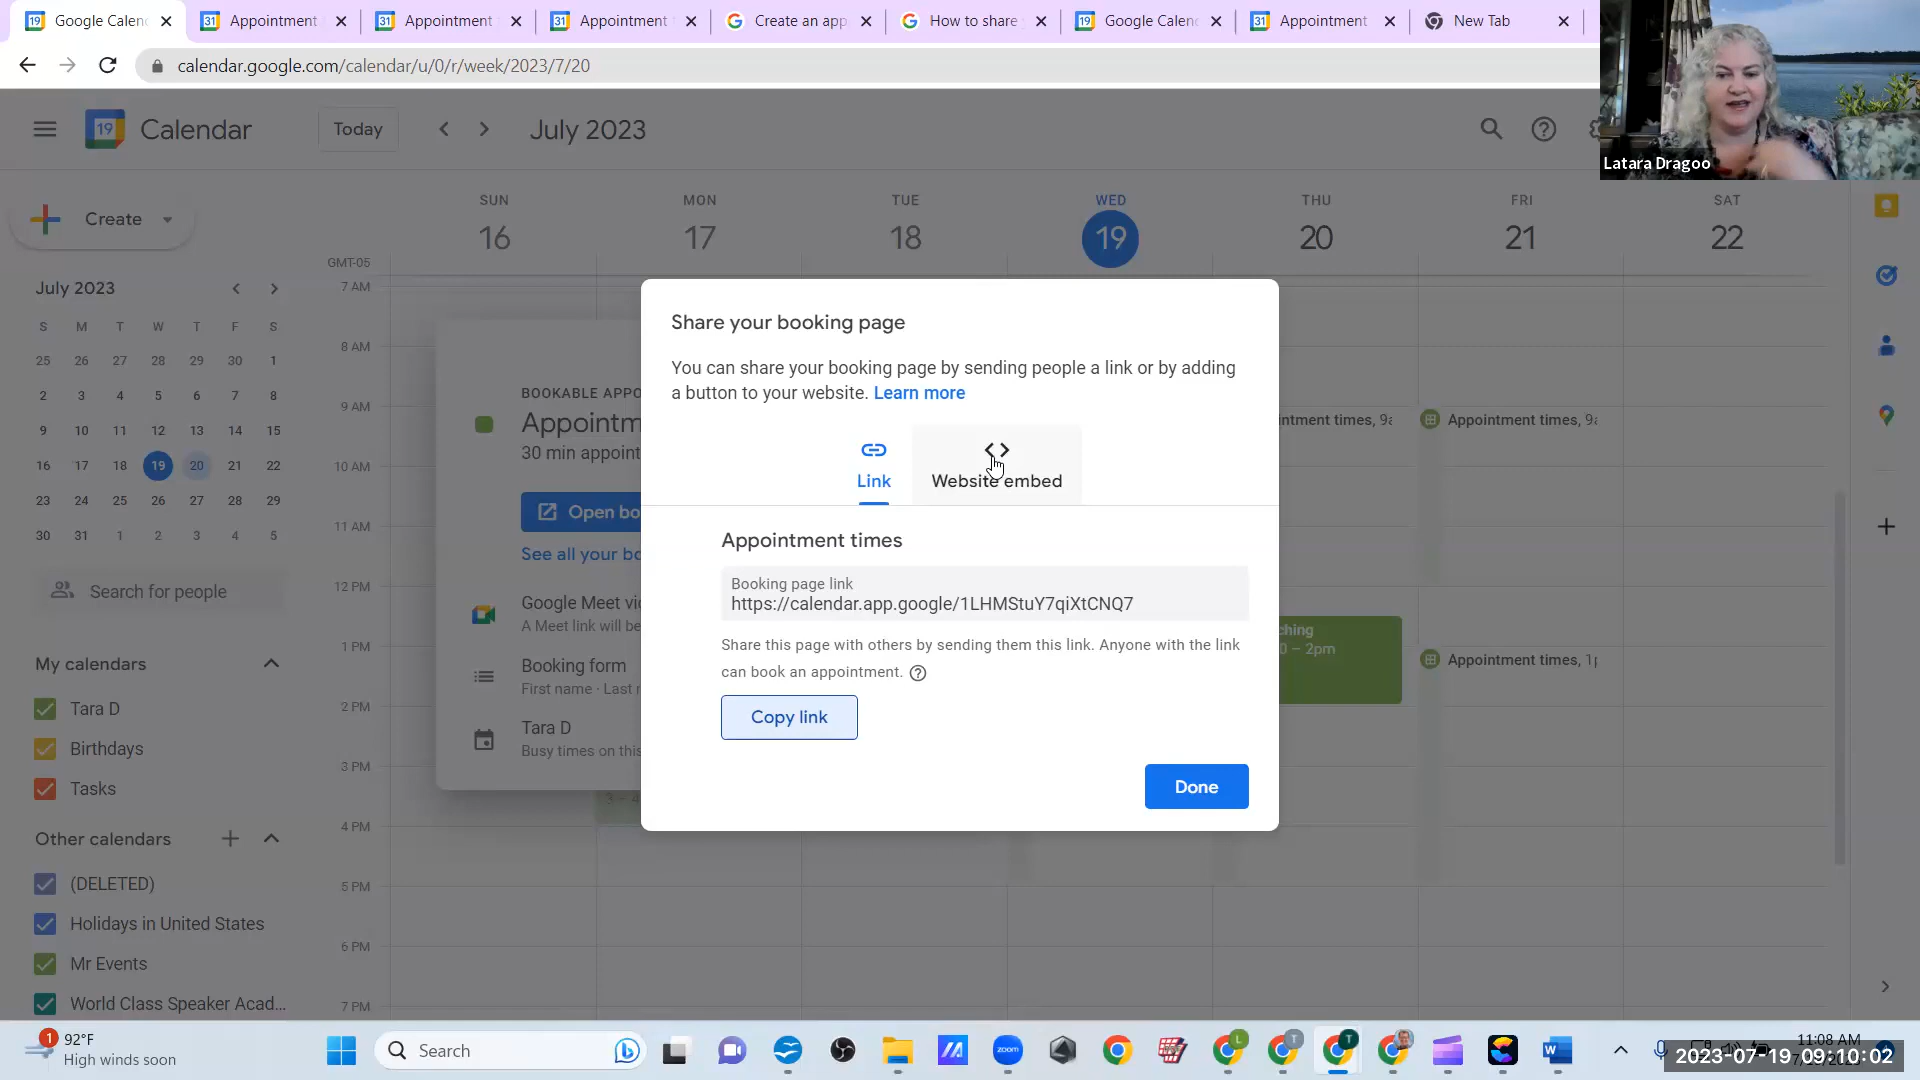 Google Calen
Appointment
Appointment
Appointment
Create an app
How to share
Google Calen
Appointment
New Tab
calendar.google.com/calendar/u/0/r/week/2023/7/20
19
Calendar
Today
July 2023
Latara Dragoo
Create
SUN
MON
TUE
WED
THU
FRI
SAT
16
17
18
19
20
21
22
GMT-05
7 AM
8 AM
9 AM
10 AM
11 AM
12 PM
1 PM
2 PM
3 PM
4 PM
5 PM
6 PM
7 PM
July 2023
S M T W T F S
25 26 27 28 29 30 1
2 3 4 5 6 7 8
9 10 11 12 13 14 15
16 17 18 19 20 21 22
23 24 25 26 27 28 29
30 31 1 2 3 4 5
Search for people
My calendars
Tara D
Birthdays
Tasks
Other calendars
(DELETED)
Holidays in United States
Mr Events
World Class Speaker Acad...
BOOKABLE APPO
Appointm
30 min appoint
Open bo
See all your bo
Google Meet vi
A Meet link will be
Booking form
First name · Last
Tara D
Busy times on this
3 – 4
Share your booking page
You can share your booking page by sending people a link or by adding
a button to your website. Learn more
Link
Website embed
Appointment times
Booking page link
https://calendar.app.google/1LHMStuY7qiXtCNQ7
Share this page with others by sending them this link. Anyone with the link
can book an appointment.
Copy link
Done
intment times, 9a
Appointment times, 9a
ching
0 – 2pm
Appointment times, 1p
1
92°F
High winds soon
Search
zoom
11:08 AM
2023-07-19 09:10:02